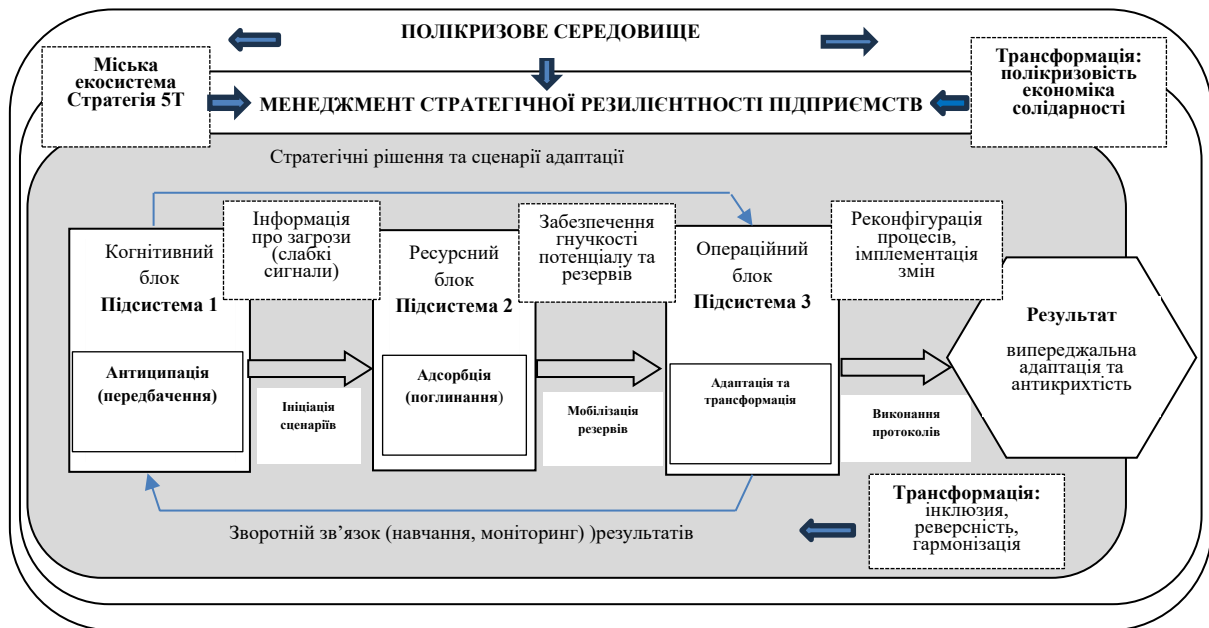 ПОЛІКРИЗОВЕ СЕРЕДОВИЩЕ
Міська
екосистема
Стратегія 5Т
Трансформація:
полікризовість
економіка
солідарності
МЕНЕДЖМЕНТ СТРАТЕГІЧНОЇ РЕЗИЛІЄНТНОСТІ ПІДПРИЄМСТВ
Стратегічні рішення та сценарії адаптації
Когнітивний
блок
Підсистема 1
Антиципація
(передбачення)
Інформація
про загрози
(слабкі
сигнали)
Ініціація
сценаріїв
Ресурсний
блок
Підсистема 2
Адсорбція
(поглинання)
Забезпечення
гнучкості
потенціалу та
резервів
Мобілізація
резервів
Операційний
блок
Підсистема 3
Адаптація та
трансформація
Реконфігурація
процесів,
імплементація
змін
Виконання
протоколів
Результат
випереджальна
адаптація та
антикрихтість
Трансформація:
інклюзия,
реверсність,
гармонізація
Зворотній зв’язок (навчання, моніторинг) )результатів